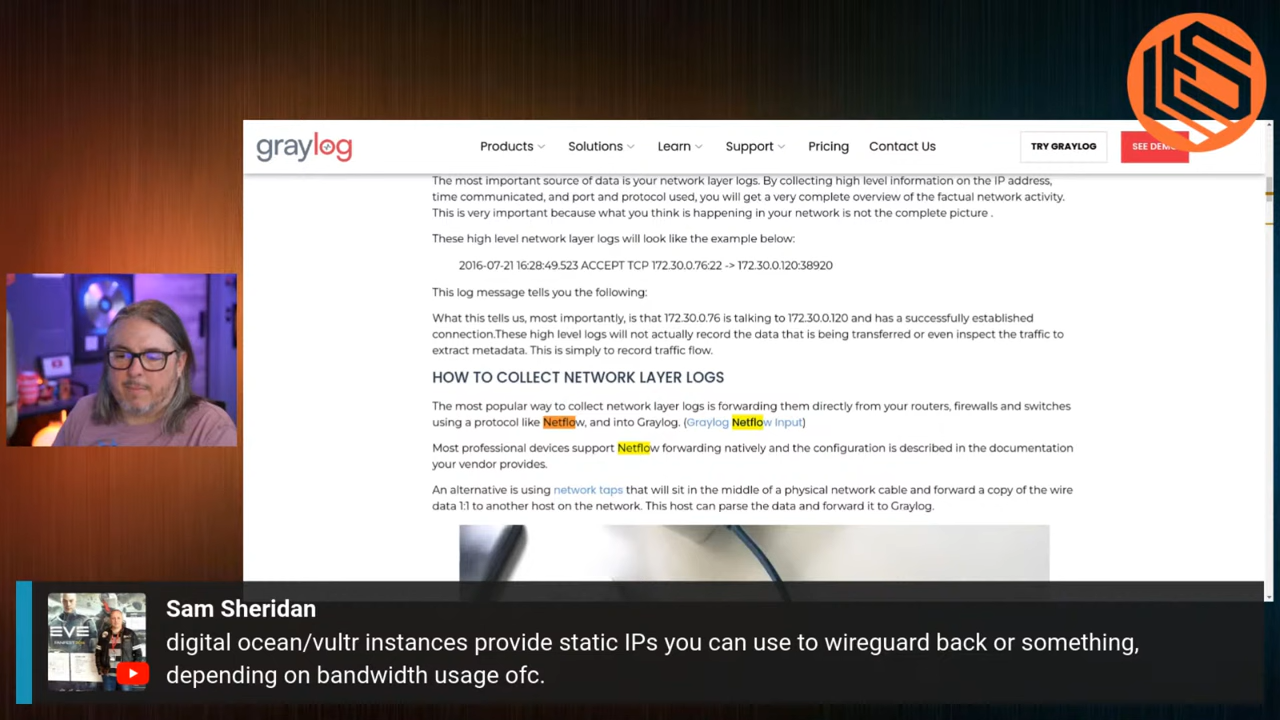 graylog
Products Solutions Learn Support Pricing Contact Us TRY GRAYLOG SEE DEMO
The most important source of data is your network layer logs. By collecting high level information on the IP address,
time communicated, and port and protocol used, you will get a very complete overview of the factual network activity.
This is very important because what you think is happening in your network is not the complete picture .
These high level network layer logs will look like the example below:
2016-07-21 16:28:49.523 ACCEPT TCP 172.30.0.76:22 -> 172.30.0.120:38920
This log message tells you the following:
What this tells us, most importantly, is that 172.30.0.76 is talking to 172.30.0.120 and has a successfully established
connection.These high level logs will not actually record the data that is being transferred or even inspect the traffic to
extract metadata. This is simply to record traffic flow.
HOW TO COLLECT NETWORK LAYER LOGS
The most popular way to collect network layer logs is forwarding them directly from your routers, firewalls and switches
using a protocol like Netflow, and into Graylog. (Graylog Netflow Input)
Most professional devices support Netflow forwarding natively and the configuration is described in the documentation
your vendor provides.
An alternative is using network taps that will sit in the middle of a physical network cable and forward a copy of the wire
data 1:1 to another host on the network. This host can parse the data and forward it to Graylog.
EVE
Sam Sheridan
digital ocean/vultr instances provide static IPs you can use to wireguard back or something,
depending on bandwidth usage ofc.